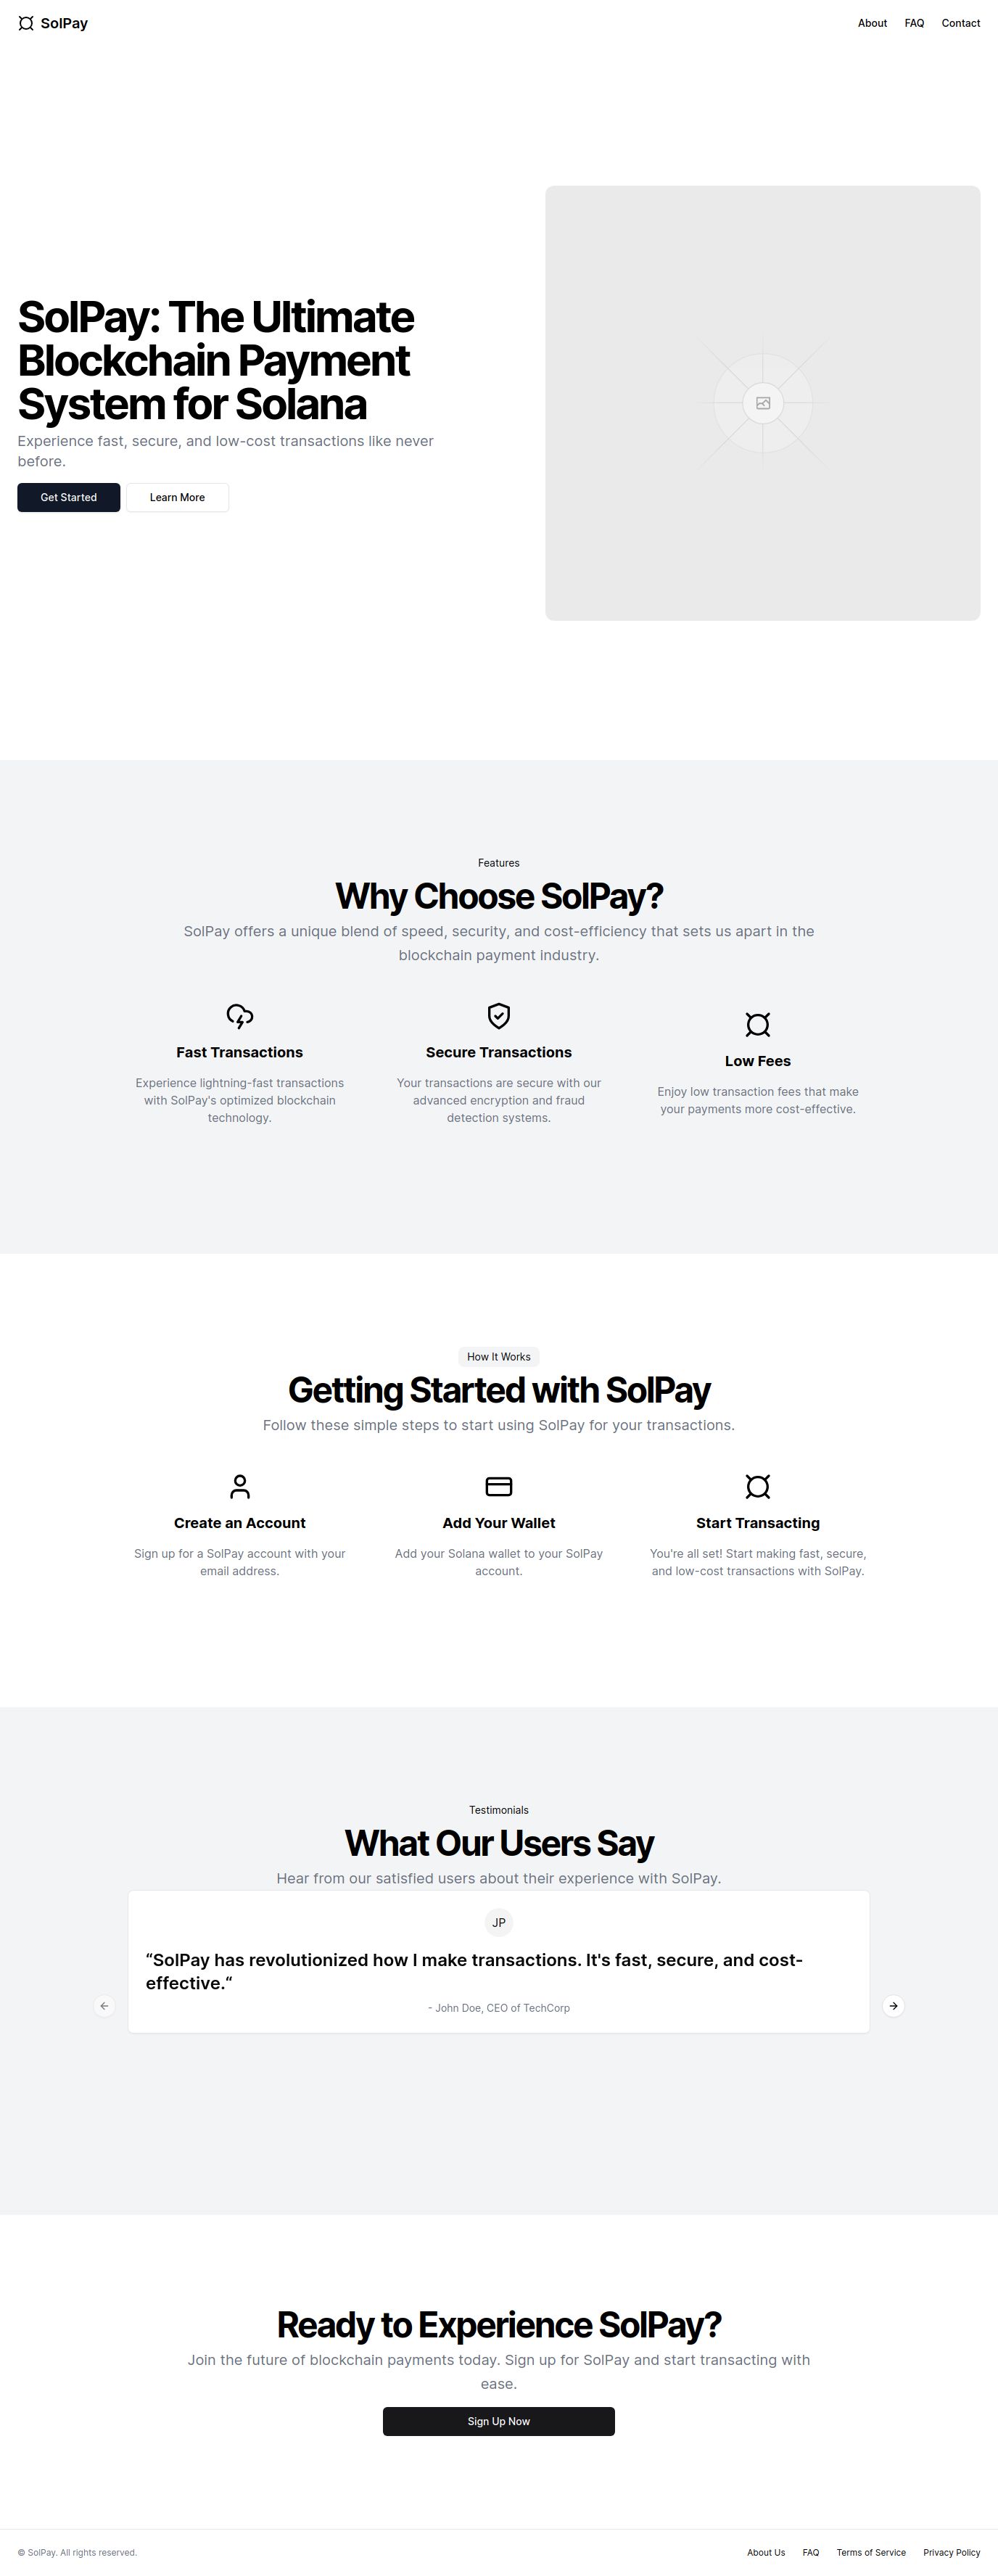 SolPay
About FAQ Contact
SolPay: The Ultimate
Blockchain Payment
System for Solana
Experience fast, secure, and low-cost transactions like never
before.
Get Started Learn More
Features
Why Choose SolPay?
SolPay offers a unique blend of speed, security, and cost-efficiency that sets us apart in the
blockchain payment industry.
Fast Transactions
Experience lightning-fast transactions
with SolPay's optimized blockchain
technology.
Secure Transactions
Your transactions are secure with our
advanced encryption and fraud
detection systems.
Low Fees
Enjoy low transaction fees that make
your payments more cost-effective.
How It Works
Getting Started with SolPay
Follow these simple steps to start using SolPay for your transactions.
Create an Account
Sign up for a SolPay account with your
email address.
Add Your Wallet
Add your Solana wallet to your SolPay
account.
Start Transacting
You're all set! Start making fast, secure,
and low-cost transactions with SolPay.
Testimonials
What Our Users Say
Hear from our satisfied users about their experience with SolPay.
JP
“SolPay has revolutionized how I make transactions. It's fast, secure, and cost-
effective.“
- John Doe, CEO of TechCorp
Ready to Experience SolPay?
Join the future of blockchain payments today. Sign up for SolPay and start transacting with
ease.
Sign Up Now
© SolPay. All rights reserved.
About Us FAQ Terms of Service Privacy Policy